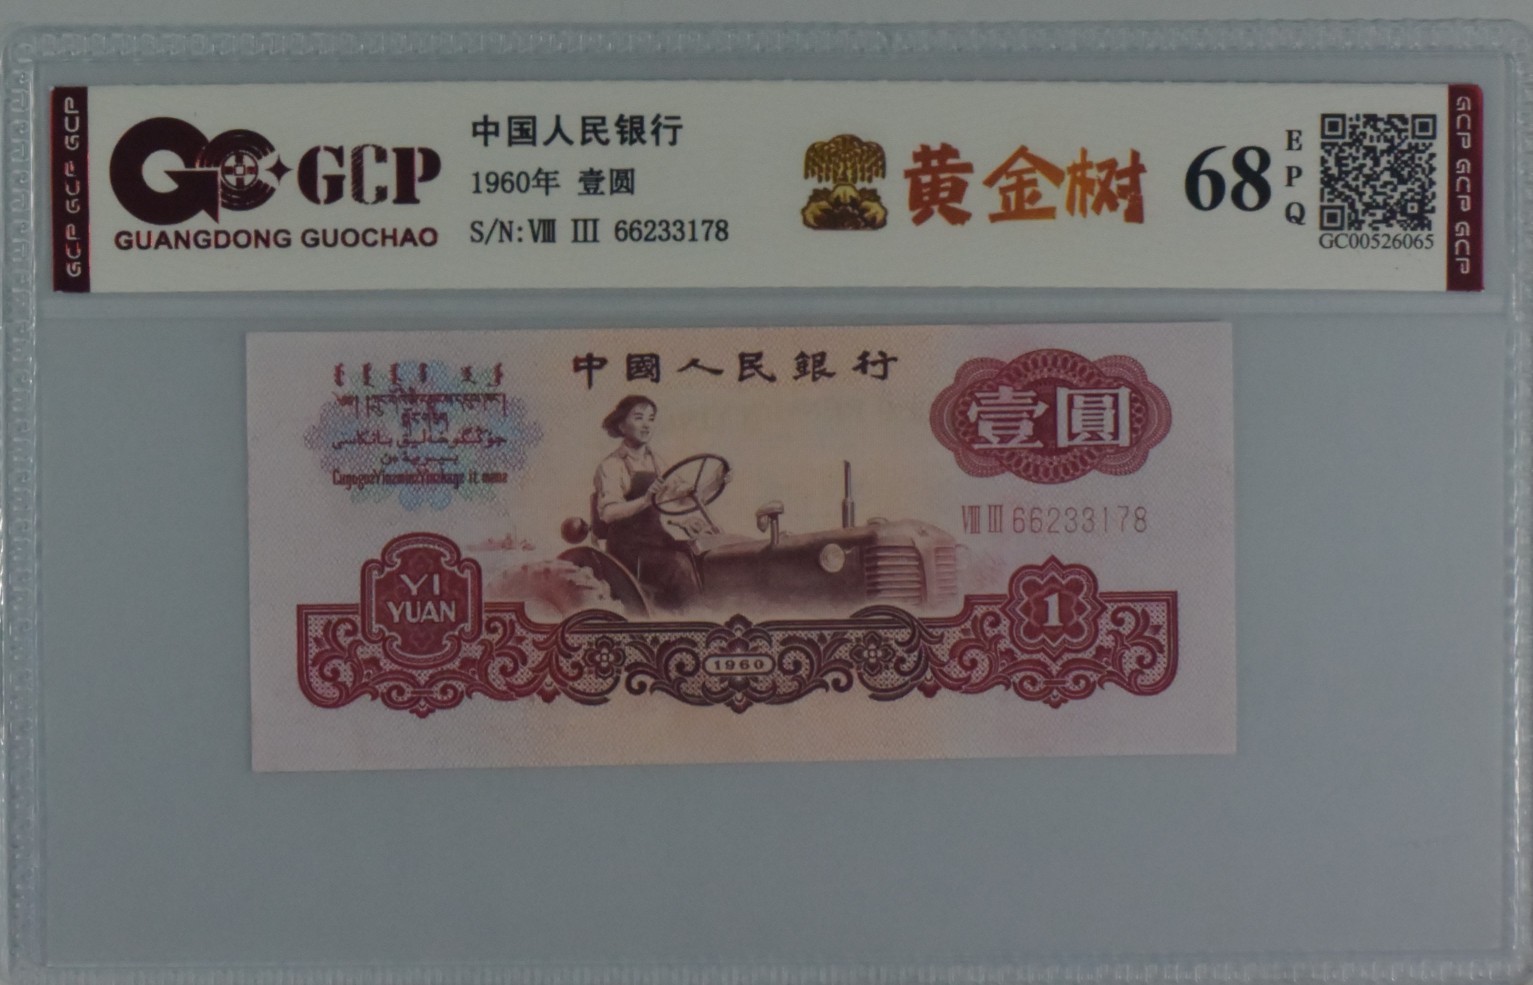 GCP
GUANGDONG GUOCHAO
中国人民银行
1960年 壹圆
S/N:Ⅷ III 66233178
黄金树
68
EPQ
GC00526065
GCP GCP GCP
GCP GCP GCP
中國人民銀行
壹圓
Ⅷ III 66233178
YI
YUAN
1960
1